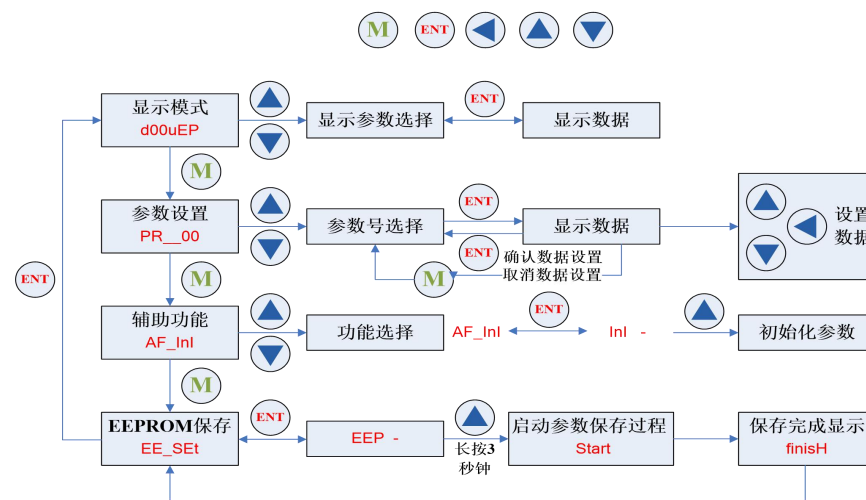 M ENT
显示模式
d00uEP
显示参数选择
ENT
显示数据
M
参数设置
PR__00
参数号选择
ENT
显示数据
ENT
确认数据设置
取消数据设置
M
设置
数据
ENT
M
辅助功能
AF_InI
功能选择
AF_InI
ENT
InI -
初始化参数
M
EEPROM保存
EE_SEt
ENT
EEP -
长按3
秒钟
启动参数保存过程
Start
保存完成显示
finisH